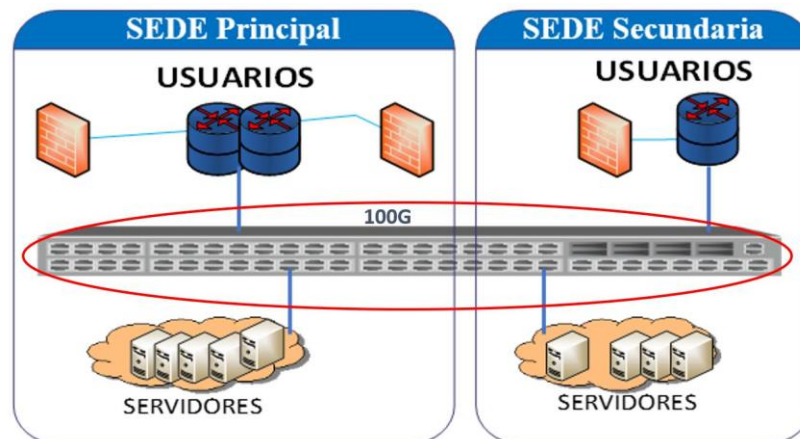 SEDE Principal
USUARIOS
100G
SERVIDORES
SEDE Secundaria
USUARIOS
SERVIDORES